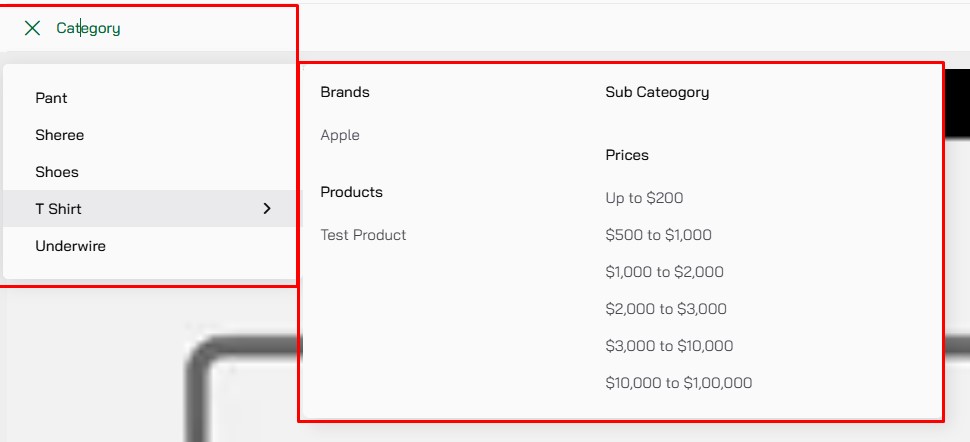 Category
Pant
Sheree
Shoes
T Shirt
Underwire
Brands
Apple
Products
Test Product
Sub Cateogory
Prices
Up to $200
$500 to $1,000
$1,000 to $2,000
$2,000 to $3,000
$3,000 to $10,000
$10,000 to $1,00,000